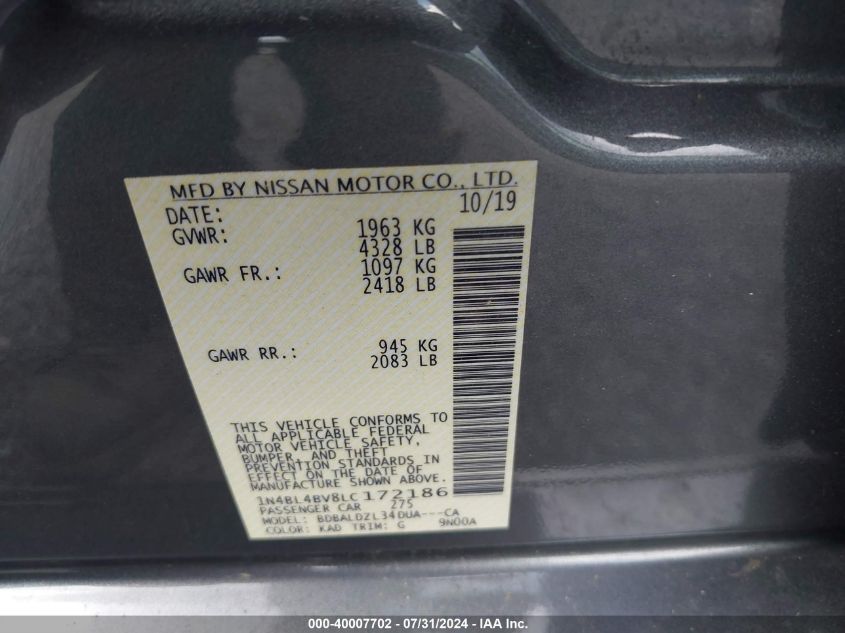 MFD BY NISSAN MOTOR CO., LTD.
DATE: 10/19
GVWR: 1963 KG
4328 LB
GAWR FR.: 1097 KG
2418 LB
GAWR RR.: 945 KG
2083 LB
THIS VEHICLE CONFORMS TO
ALL APPLICABLE FEDERAL
MOTOR VEHICLE SAFETY,
BUMPER, AND THEFT
PREVENTION STANDARDS IN
EFFECT ON THE DATE OF
MANUFACTURE SHOWN ABOVE.
1N4BL4BV8LC172186
PASSENGER CAR 275
MODEL: BDBALDZL34DUA---CA
COLOR: KAD TRIM: G 9N00A
000-40007702 - 07/31/2024 - IAA Inc.